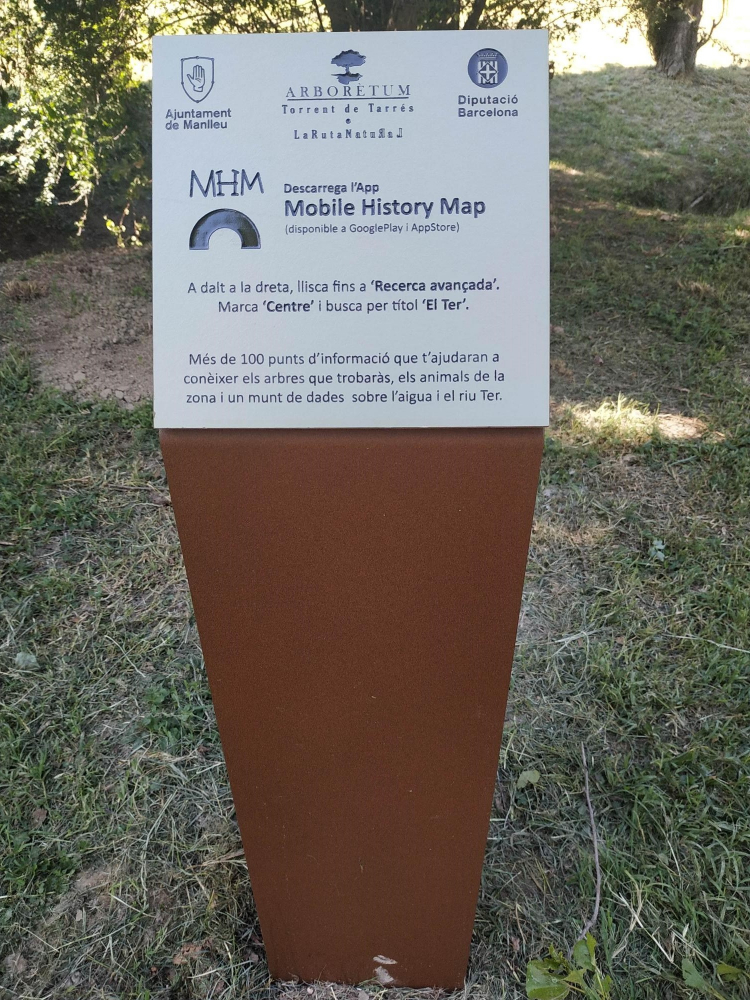 Ajuntament
de Manlleu
ARBORÈTUM
Torrent de Tarrés
LaRutaNatuRaL
Diputació
Barcelona
MHM
Descarrega l'App
Mobile History Map
(disponible a GooglePlay i AppStore)
A dalt a la dreta, llisca fins a 'Recerca avançada'.
Marca 'Centre' i busca per títol 'El Ter'.
Més de 100 punts d'informació que t'ajudaran a
conèixer els arbres que trobaràs, els animals de la
zona i un munt de dades sobre l'aigua i el riu Ter.